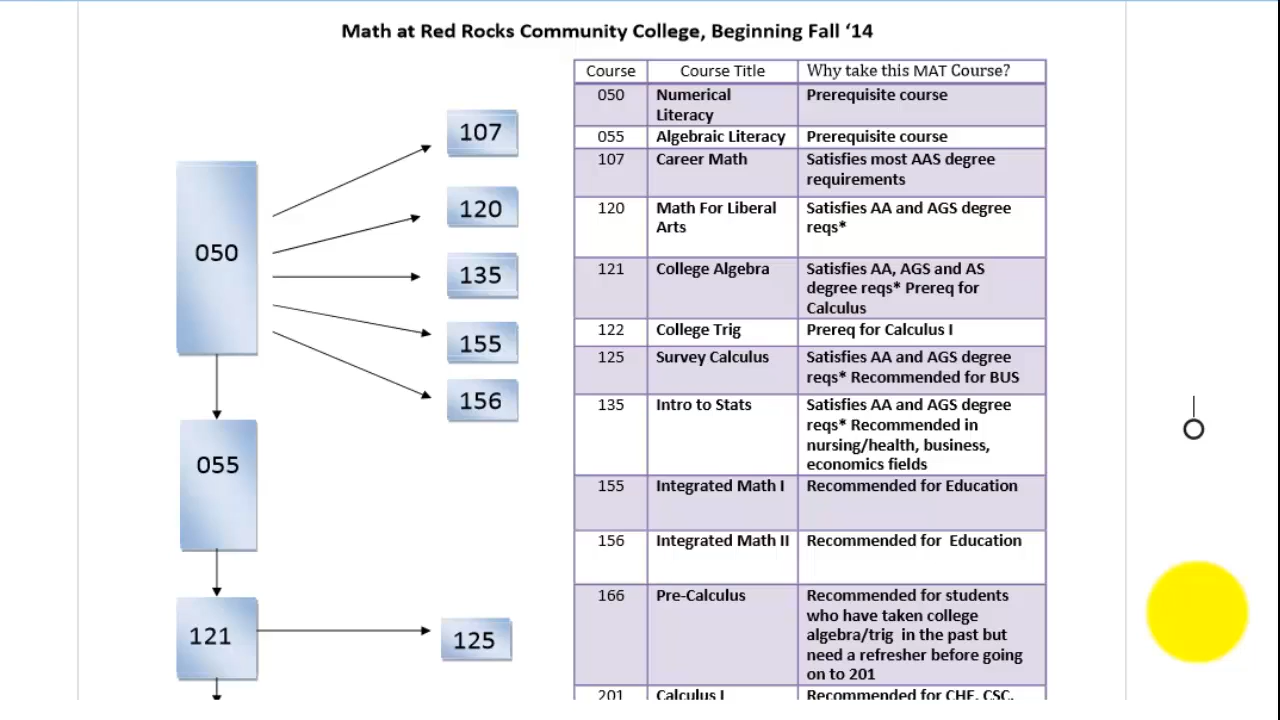 Math at Red Rocks Community College, Beginning Fall ‘14
107
120
050
135
155
156
055
121
125
Course Course Title Why take this MAT Course?
050 Numerical Prerequisite course
Literacy
055 Algebraic Literacy Prerequisite course
107 Career Math Satisfies most AAS degree
requirements
120 Math For Liberal Satisfies AA and AGS degree
Arts reqs*
121 College Algebra Satisfies AA, AGS and AS
degree reqs* Prereq for
Calculus
122 College Trig Prereq for Calculus I
125 Survey Calculus Satisfies AA and AGS degree
reqs* Recommended for BUS
135 Intro to Stats Satisfies AA and AGS degree
reqs* Recommended in
nursing/health, business,
economics fields
155 Integrated Math I Recommended for Education
156 Integrated Math II Recommended for Education
166 Pre-Calculus Recommended for students
who have taken college
algebra/trig in the past but
need a refresher before going
on to 201
201 Calculus I Recommended for CHE, CSC,